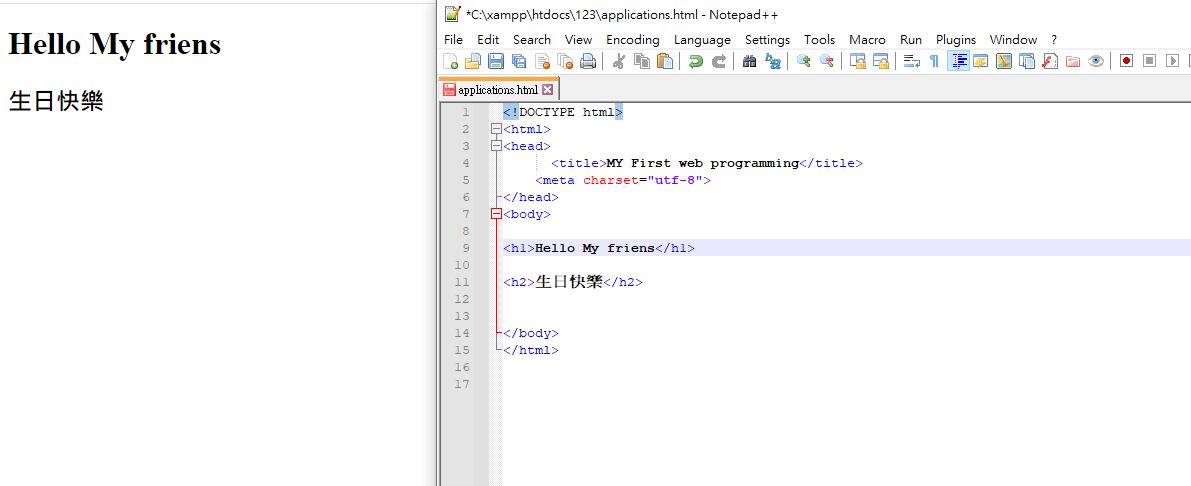 Hello My friens
生日快樂
*C:\xampp\htdocs\123\applications.html - Notepad++
File Edit Search View Encoding Language Settings Tools Macro Run Plugins Window ?
applications.html
1 <!DOCTYPE html>
2 <html>
3 <head>
4 <title>MY First web programming</title>
5 <meta charset="utf-8">
6 </head>
7 <body>
8
9 <h1>Hello My friens</h1>
10
11 <h2>生日快樂</h2>
12
13
14 </body>
15 </html>
16
17